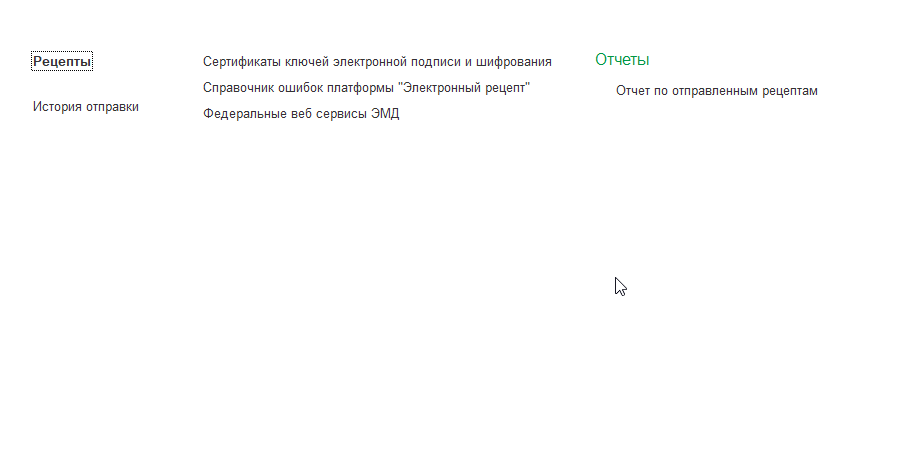 Рецепты
История отправки
Сертификаты ключей электронной подписи и шифрования
Справочник ошибок платформы "Электронный рецепт"
Федеральные веб сервисы ЭМД
Отчеты
Отчет по отправленным рецептам